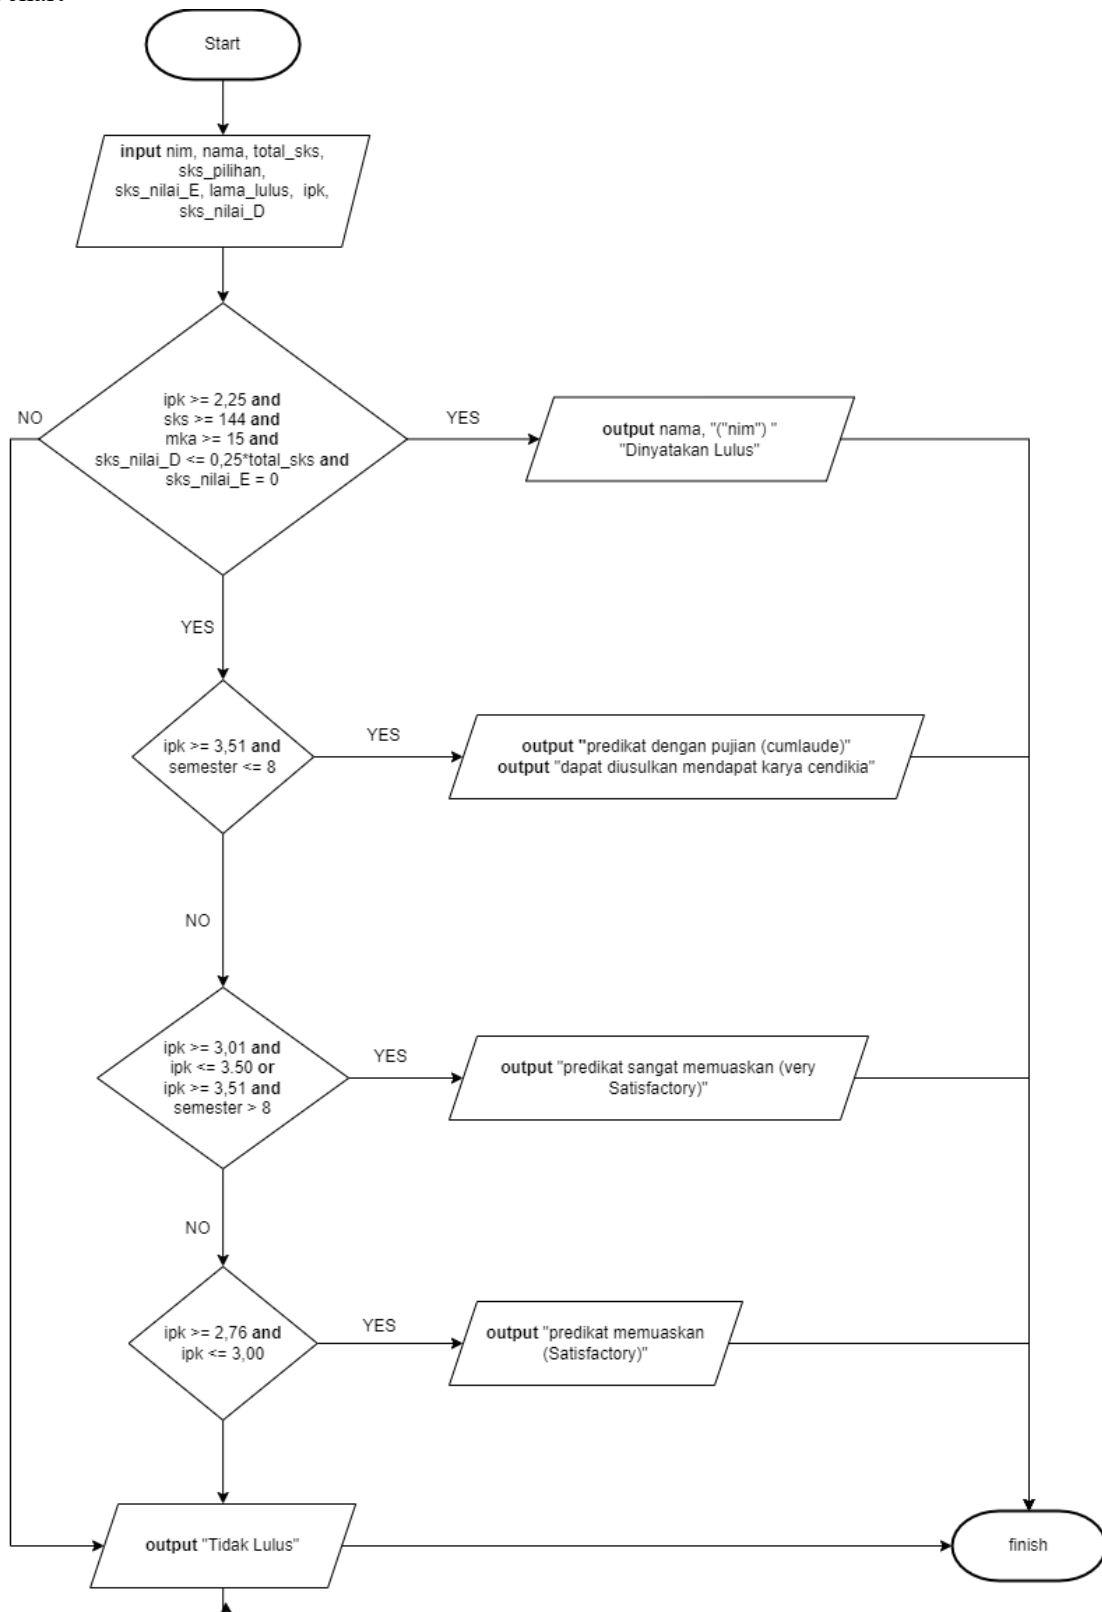 Start
input nim, nama, total_sks,
sks_pilihan,
sks_nilai_E, lama_lulus, ipk,
sks_nilai_D
ipk >= 2,25 and
sks >= 144 and
mka >= 15 and
sks_nilai_D <= 0,25*total_sks and
sks_nilai_E = 0
NO
YES
output nama, "("nim") "
"Dinyatakan Lulus"
YES
ipk >= 3,51 and
semester <= 8
YES
output "predikat dengan pujian (cumlaude)"
output "dapat diusulkan mendapat karya cendikia"
NO
ipk >= 3,01 and
ipk <= 3.50 or
ipk >= 3,51 and
semester > 8
YES
output "predikat sangat memuaskan (very
Satisfactory)"
NO
ipk >= 2,76 and
ipk <= 3,00
YES
output "predikat memuaskan
(Satisfactory)"
output "Tidak Lulus"
finish